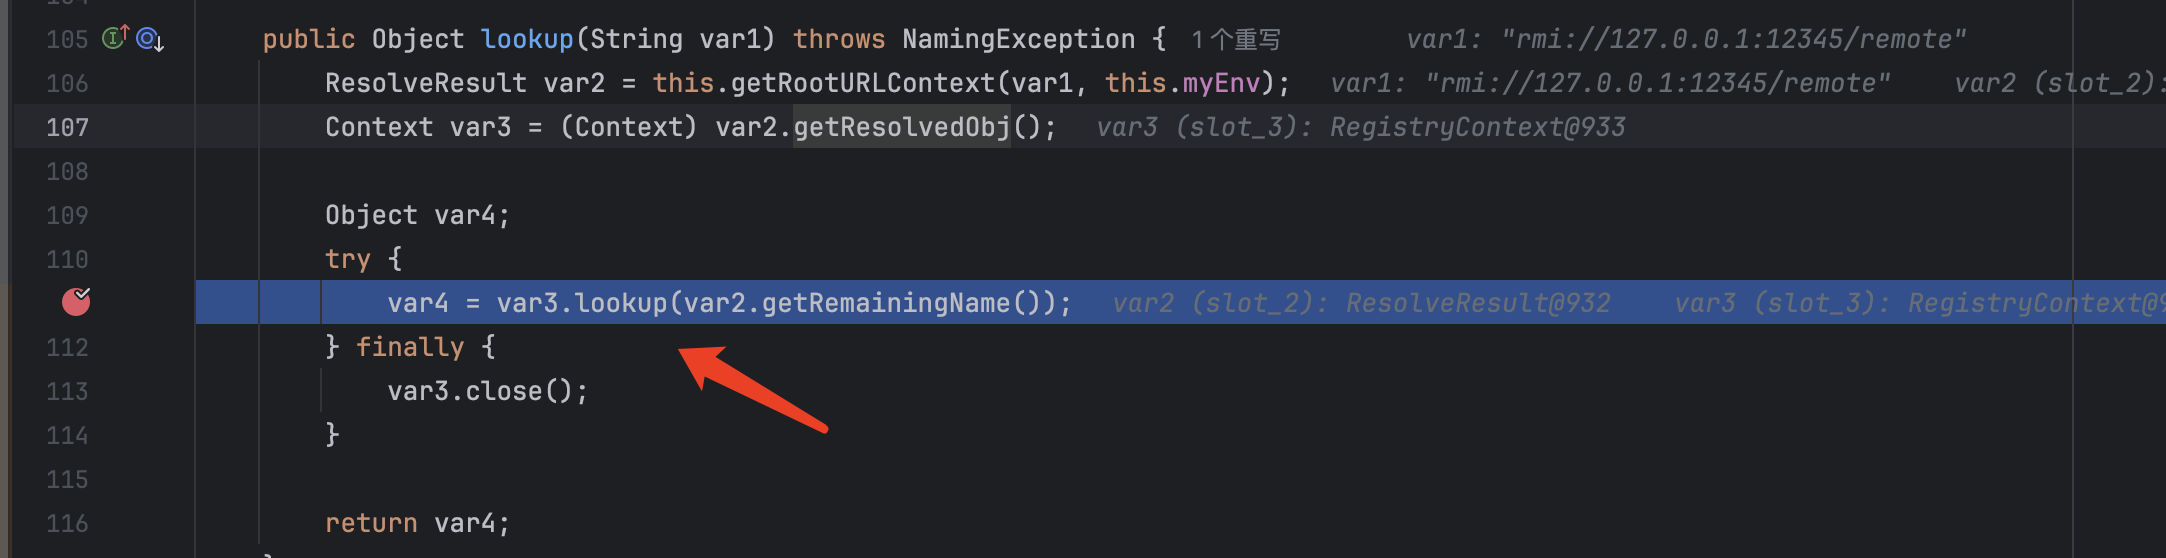 105 public Object lookup(String var1) throws NamingException { 1个重写 var1: "rmi://127.0.0.1:12345/remote"
106 ResolveResult var2 = this.getRootURLContext(var1, this.myEnv); var1: "rmi://127.0.0.1:12345/remote" var2 (slot_2):
107 Context var3 = (Context) var2.getResolvedObj(); var3 (slot_3): RegistryContext@933
108
109 Object var4;
110 try {
var4 = var3.lookup(var2.getRemainingName()); var2 (slot_2): ResolveResult@932 var3 (slot_3): RegistryContext@9
112 } finally {
113 var3.close();
114 }
115
116 return var4;